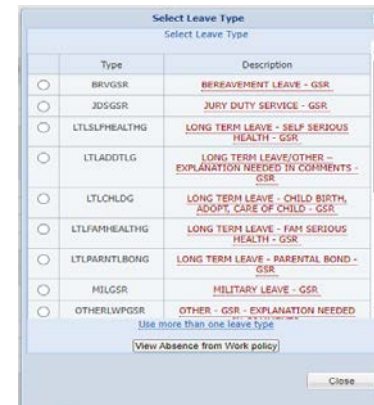 Select Leave Type
Select Leave Type
Type Description
BRVGSR BEREAVEMENT LEAVE - GSR
JDSGSR JURY DUTY SERVICE - GSR
LTLSLFHEALTHG LONG TERM LEAVE - SELF SERIOUS
HEALTH - GSR
LTLADDTLG LONG TERM LEAVE/OTHER –
EXPLANATION NEEDED IN COMMENTS -
GSR
LTLCHLDG LONG TERM LEAVE - CHILD BIRTH,
ADOPT, CARE OF CHILD - GSR
LTLFAMHEALTHG LONG TERM LEAVE - FAM SERIOUS
HEALTH - GSR
LTLPARNTLBONG LONG TERM LEAVE - PARENTAL BOND -
GSR
MILGSR MILITARY LEAVE - GSR
OTHERLWPGSR OTHER - GSR - EXPLANATION NEEDED
Use more than one leave type
View Absence from Work policy
Close